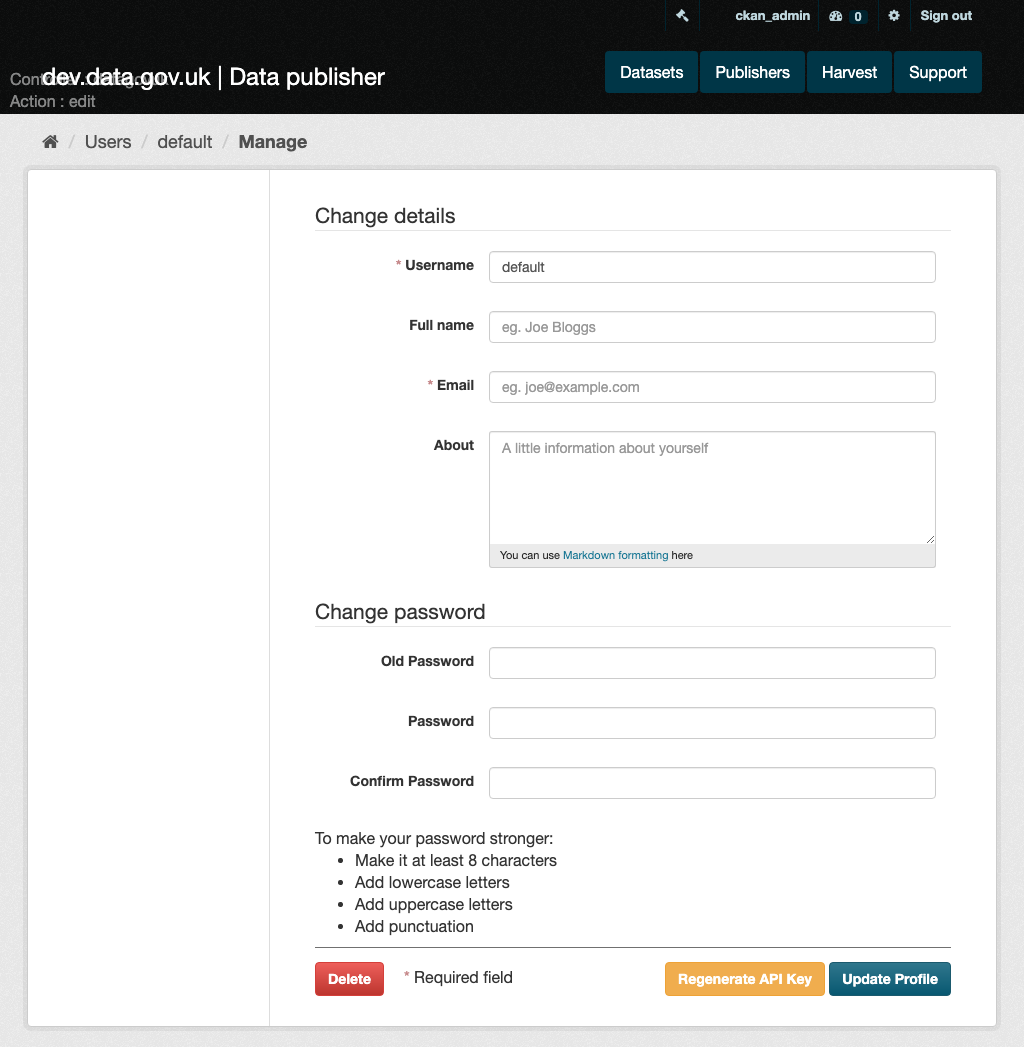 ckan_admin 0 Sign out
dev.data.gov.uk | Data publisher
Action : edit
Datasets Publishers Harvest Support
/ Users / default / Manage
Change details
* Username default
Full name eg. Joe Bloggs
* Email eg. joe@example.com
About A little information about yourself
You can use Markdown formatting here
Change password
Old Password
Password
Confirm Password
To make your password stronger:
• Make it at least 8 characters
• Add lowercase letters
• Add uppercase letters
• Add punctuation
Delete * Required field Regenerate API Key Update Profile